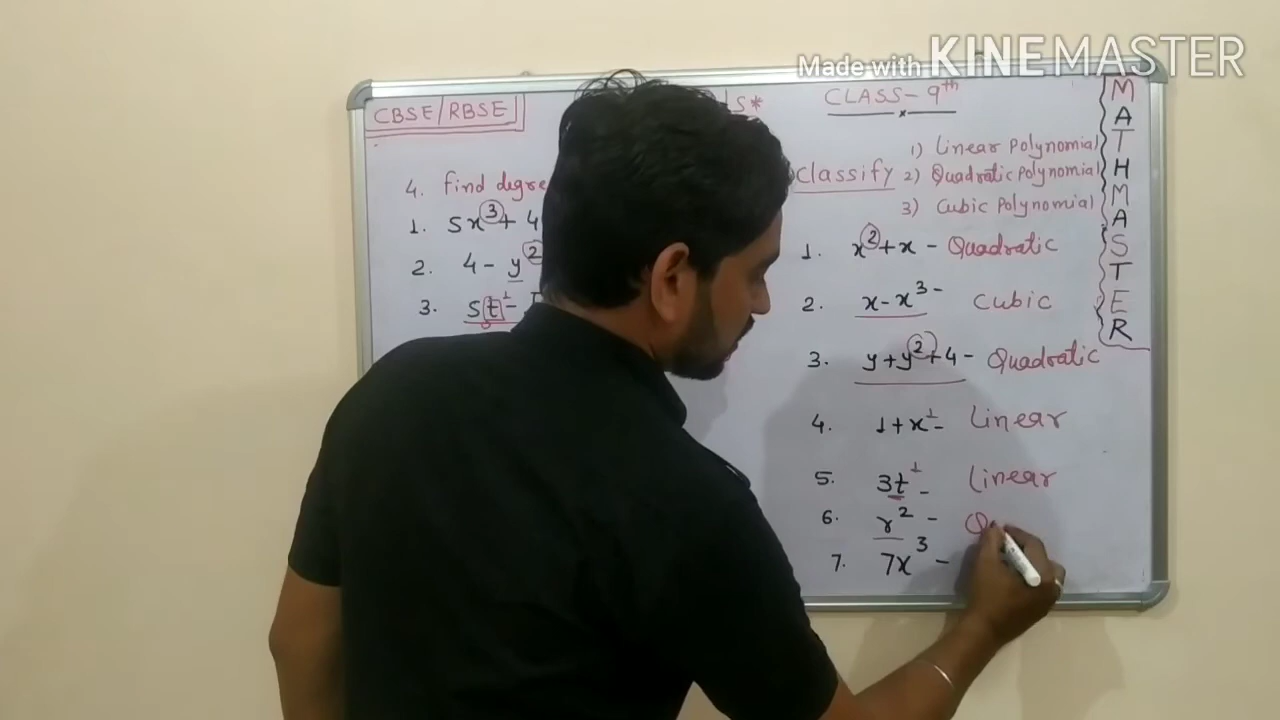 Made with KINEMASTER
CBSE/RBSE
S*
CLASS-9th
MATHMASTER
4. find degre
1. 5x³ + 4
2. 4 - y²
3. 5t¹ -
Classify
1) Linear Polynomial
2) Quadratic Polynomial
3) Cubic Polynomial
1. x² + x - Quadratic
2. x - x³ - Cubic
3. y + y² + 4 - Quadratic
4. 1 + x¹ - Linear
5. 3t¹ - Linear
6. r² - Q
7. 7x³ -